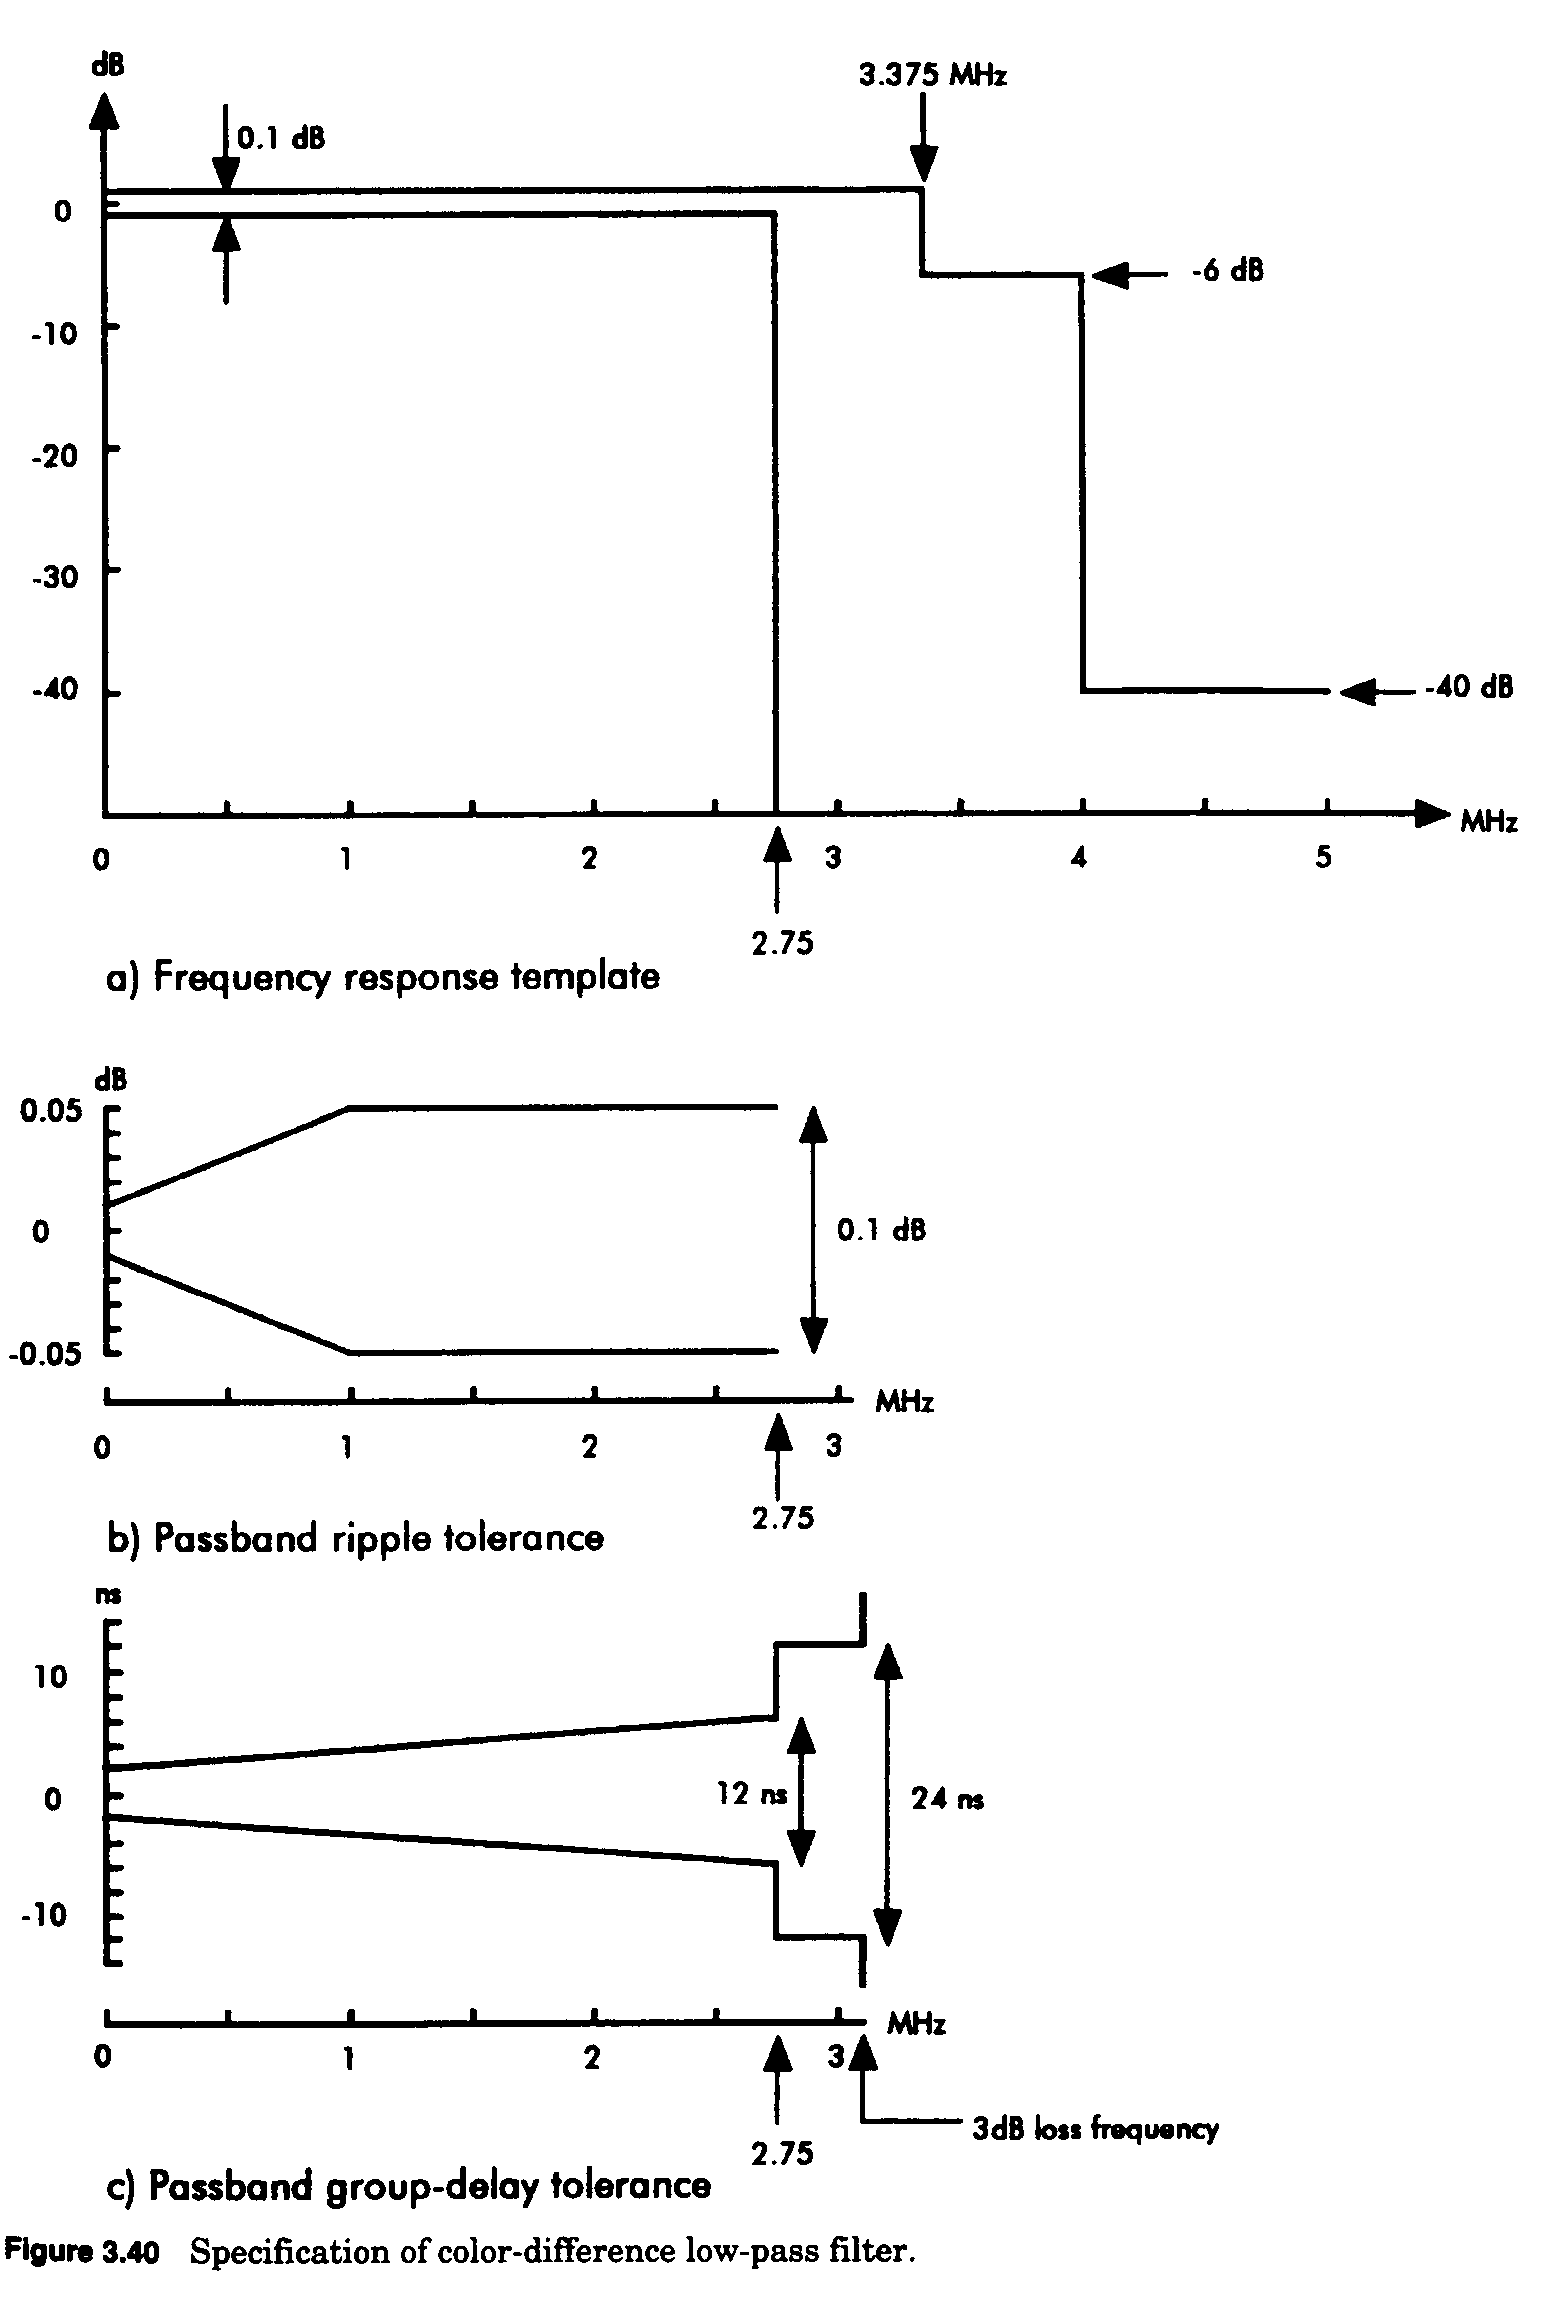 dB
3.375 MHz
0.1 dB
0
-6 dB
-10
-20
-30
-40
-40 dB
MHz
0 1 2 3 4 5
2.75
a) Frequency response template
dB
0.05
0
0.1 dB
-0.05
MHz
0 1 2 3
2.75
b) Passband ripple tolerance
ns
10
0
12 ns
24 ns
-10
MHz
0 1 2 3
3dB loss frequency
2.75
c) Passband group-delay tolerance
Figure 3.40 Specification of color-difference low-pass filter.